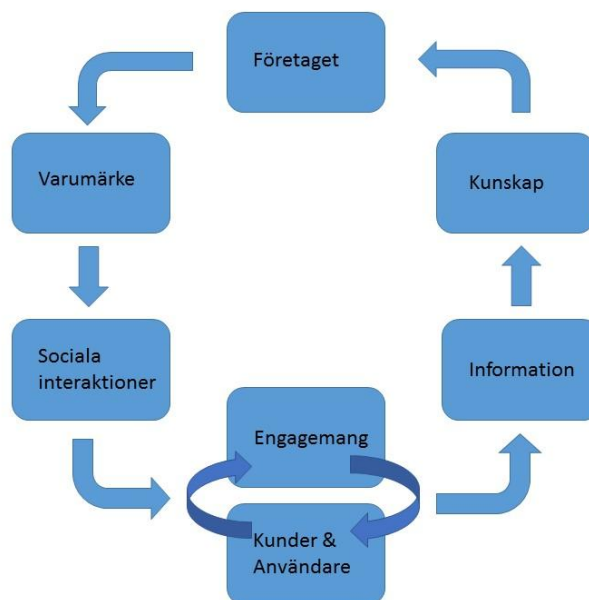 Företaget
Varumärke
Kunskap
Sociala
interaktioner
Information
Engagemang
Kunder &
Användare